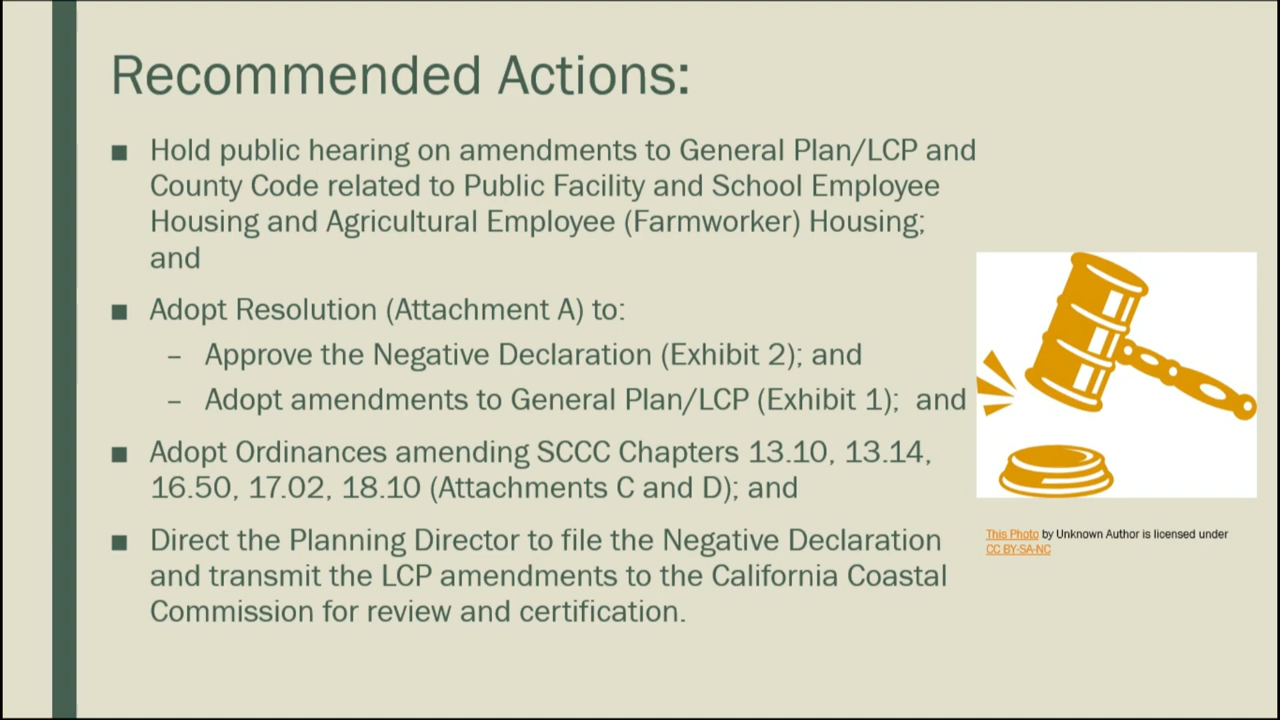 Recommended Actions:
■ Hold public hearing on amendments to General Plan/LCP and
County Code related to Public Facility and School Employee
Housing and Agricultural Employee (Farmworker) Housing;
and
■ Adopt Resolution (Attachment A) to:
– Approve the Negative Declaration (Exhibit 2); and
– Adopt amendments to General Plan/LCP (Exhibit 1);  and
■ Adopt Ordinances amending SCCC Chapters 13.10, 13.14,
16.50, 17.02, 18.10 (Attachments C and D); and
■ Direct the Planning Director to file the Negative Declaration
and transmit the LCP amendments to the California Coastal
Commission for review and certification.
This Photo by Unknown Author is licensed under
CC BY-SA-NC